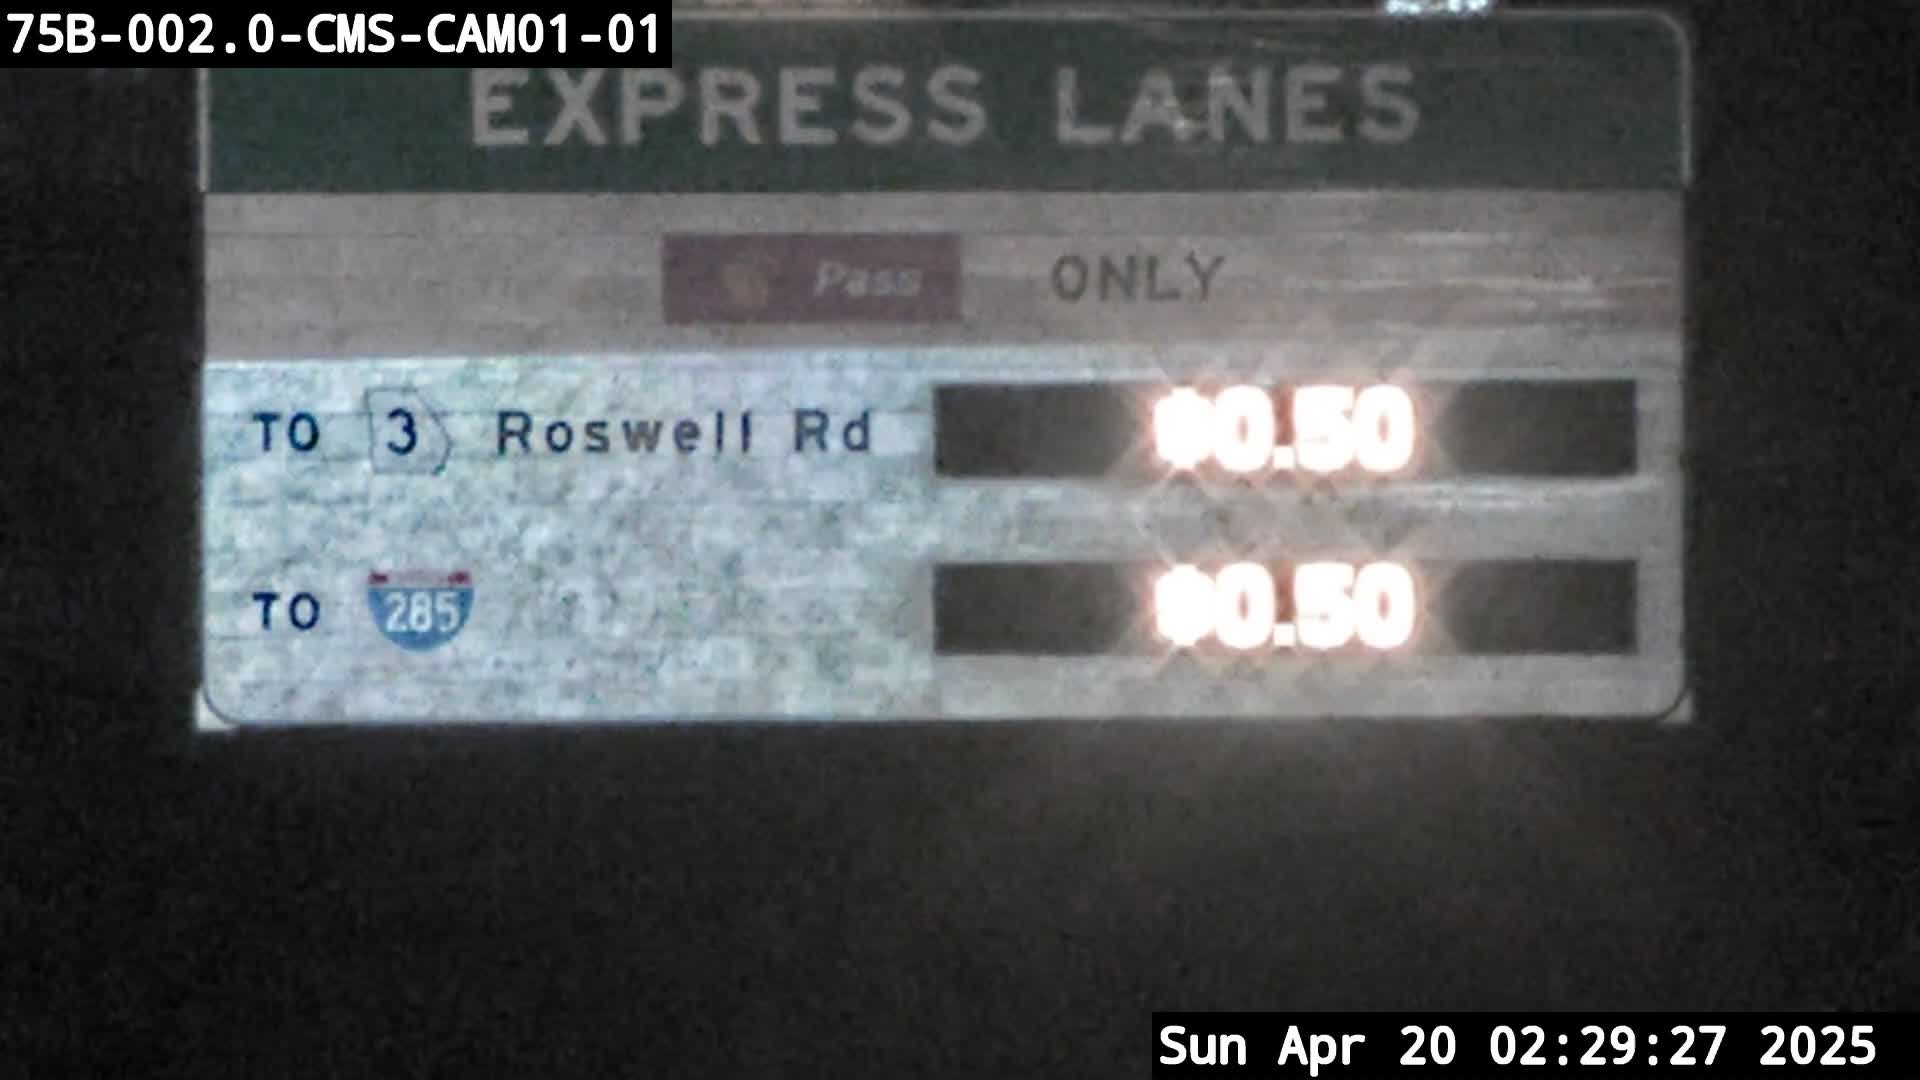 75B-002.0-CMS-CAM01-01
EXPRESS LANES
Pass ONLY
TO 3 Roswell Rd $0.50
TO 285 $0.50
Sun Apr 20 02:29:27 2025